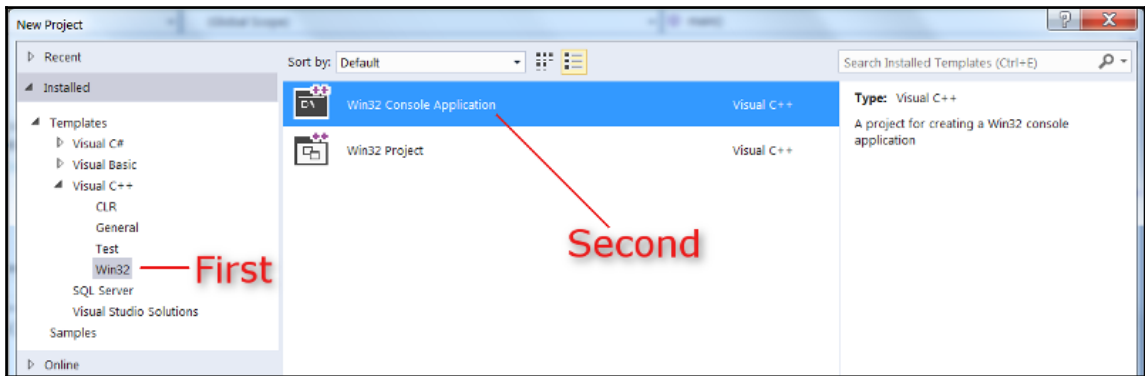 New Project
Recent
Sort by: Default
Search Installed Templates (Ctrl+E)
Installed
Templates
Visual C#
Visual Basic
Visual C++
CLR
General
Test
Win32
SQL Server
Visual Studio Solutions
Samples
Online
Win32 Console Application Visual C++
Win32 Project Visual C++
Type: Visual C++
A project for creating a Win32 console
application
First
Second